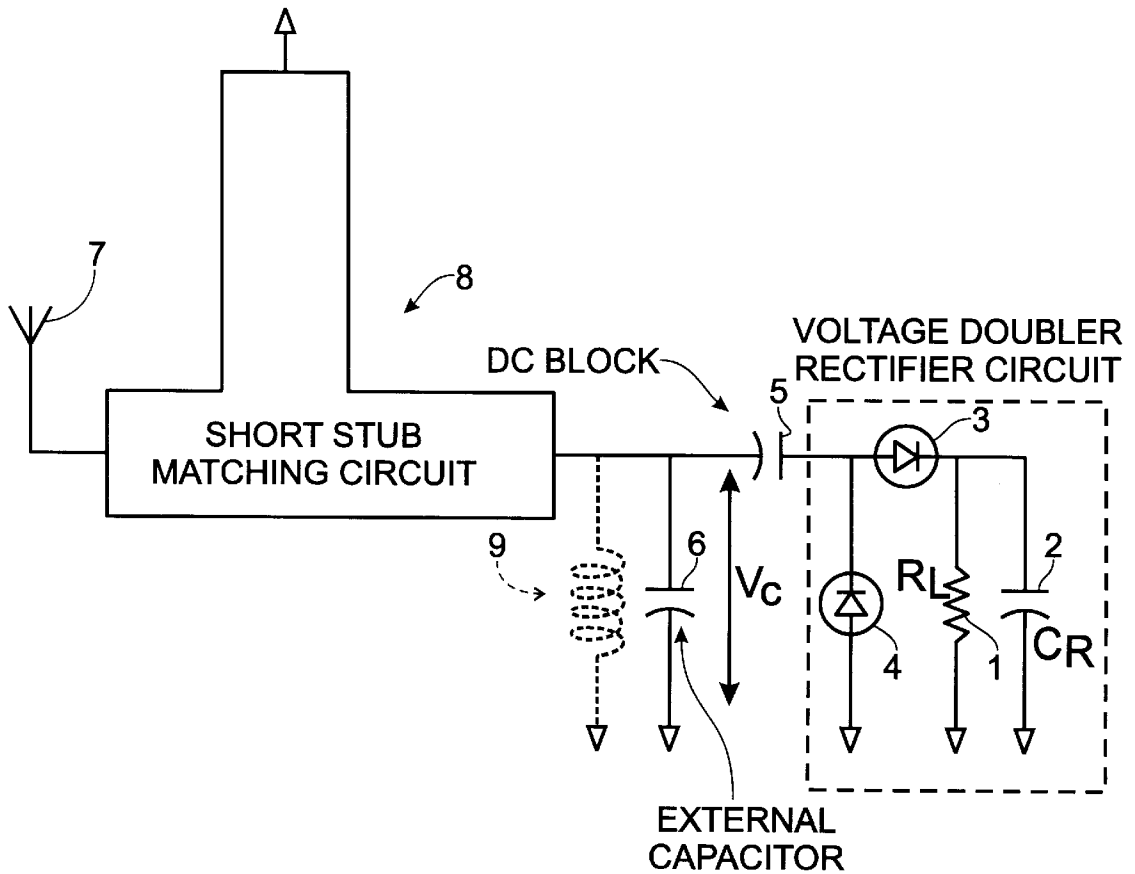 7
8
SHORT STUB
MATCHING CIRCUIT
DC BLOCK
VOLTAGE DOUBLER
RECTIFIER CIRCUIT
5
3
9
6
VC
RL
2
4
1
CR
EXTERNAL
CAPACITOR